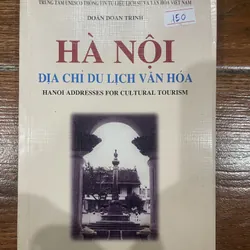 TRUNG TÂM UNESCO THÔNG TIN TƯ LIỆU LỊCH SỬ VÀ VĂN HÓA VIỆT NAM
ĐOÀN ĐOAN TRINH
150
HÀ NỘI
ĐỊA CHỈ DU LỊCH VĂN HÓA
HANOI ADDRESSES FOR CULTURAL TOURISM